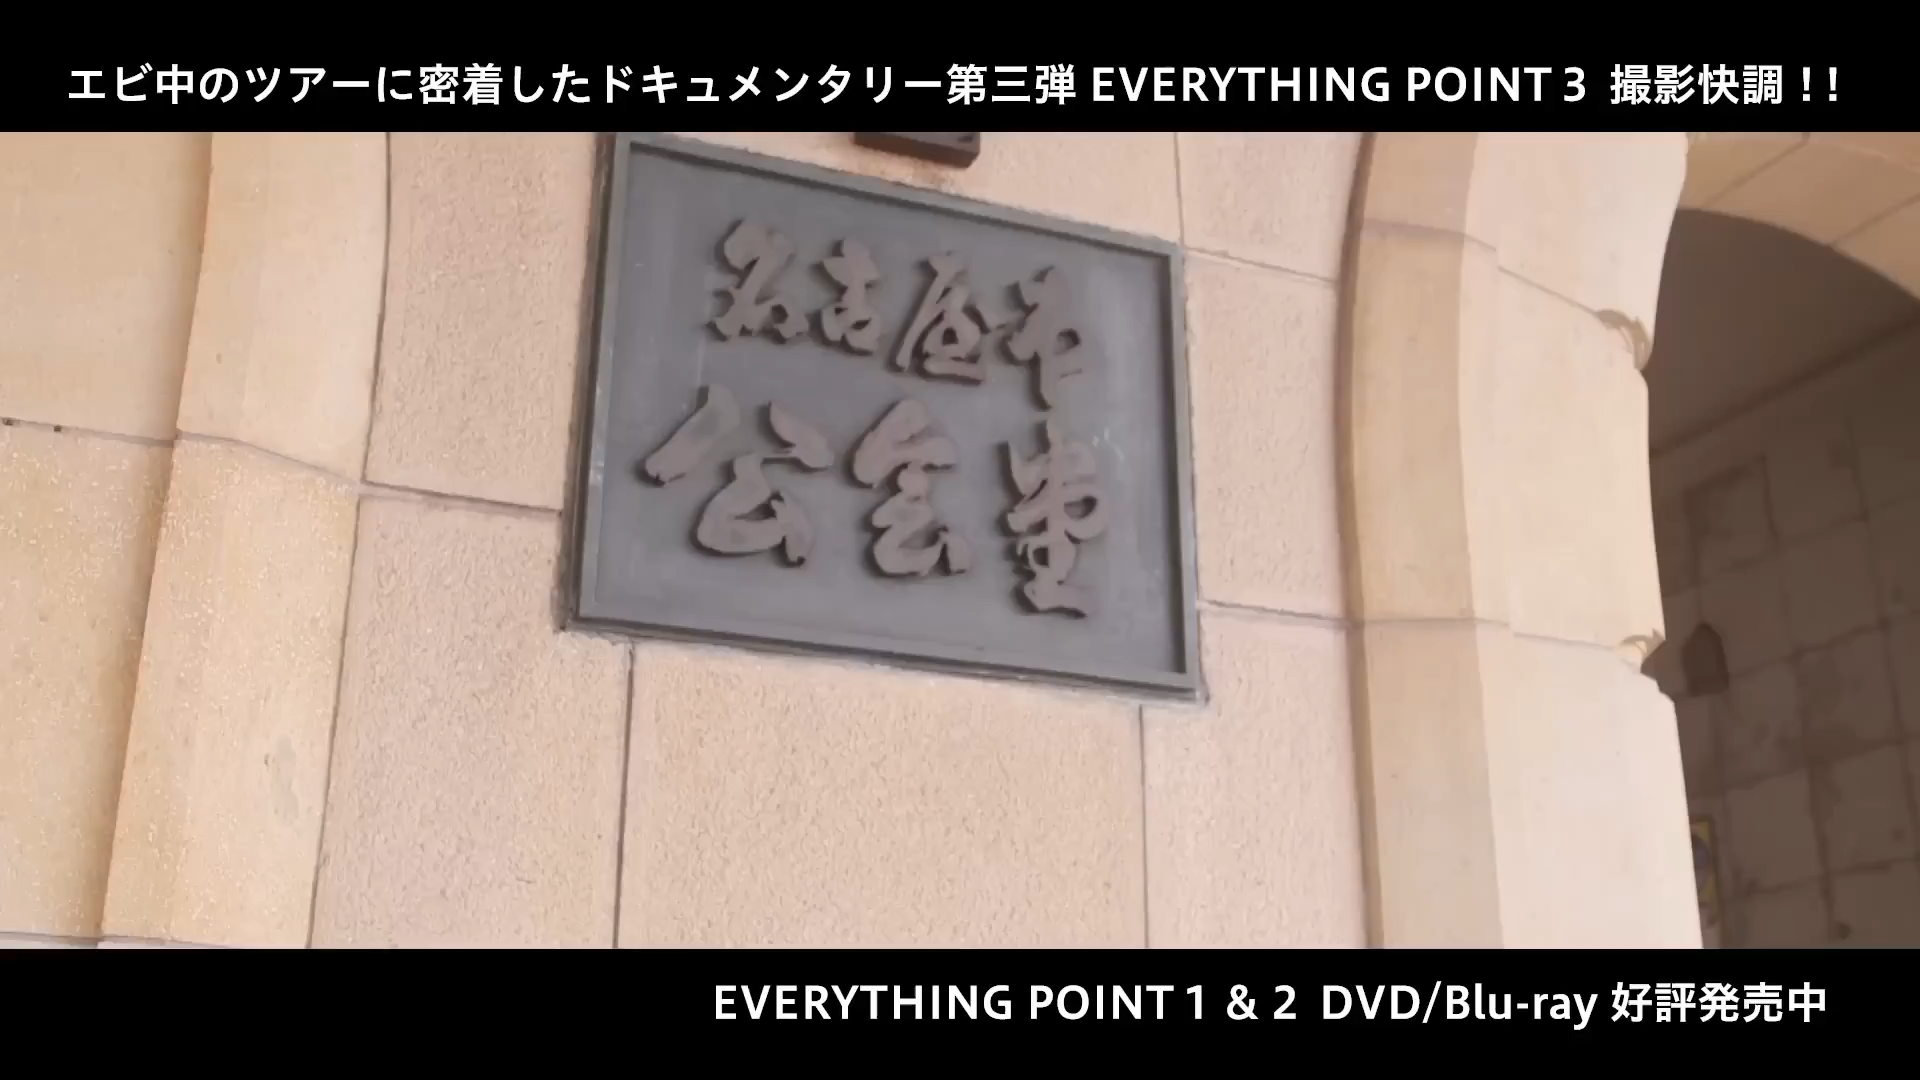 エビ中のツアーに密着したドキュメンタリー第三弾 EVERYTHING POINT 3 撮影快調!!
名古屋市
公会堂
EVERYTHING POINT 1 & 2 DVD/Blu-ray 好評発売中